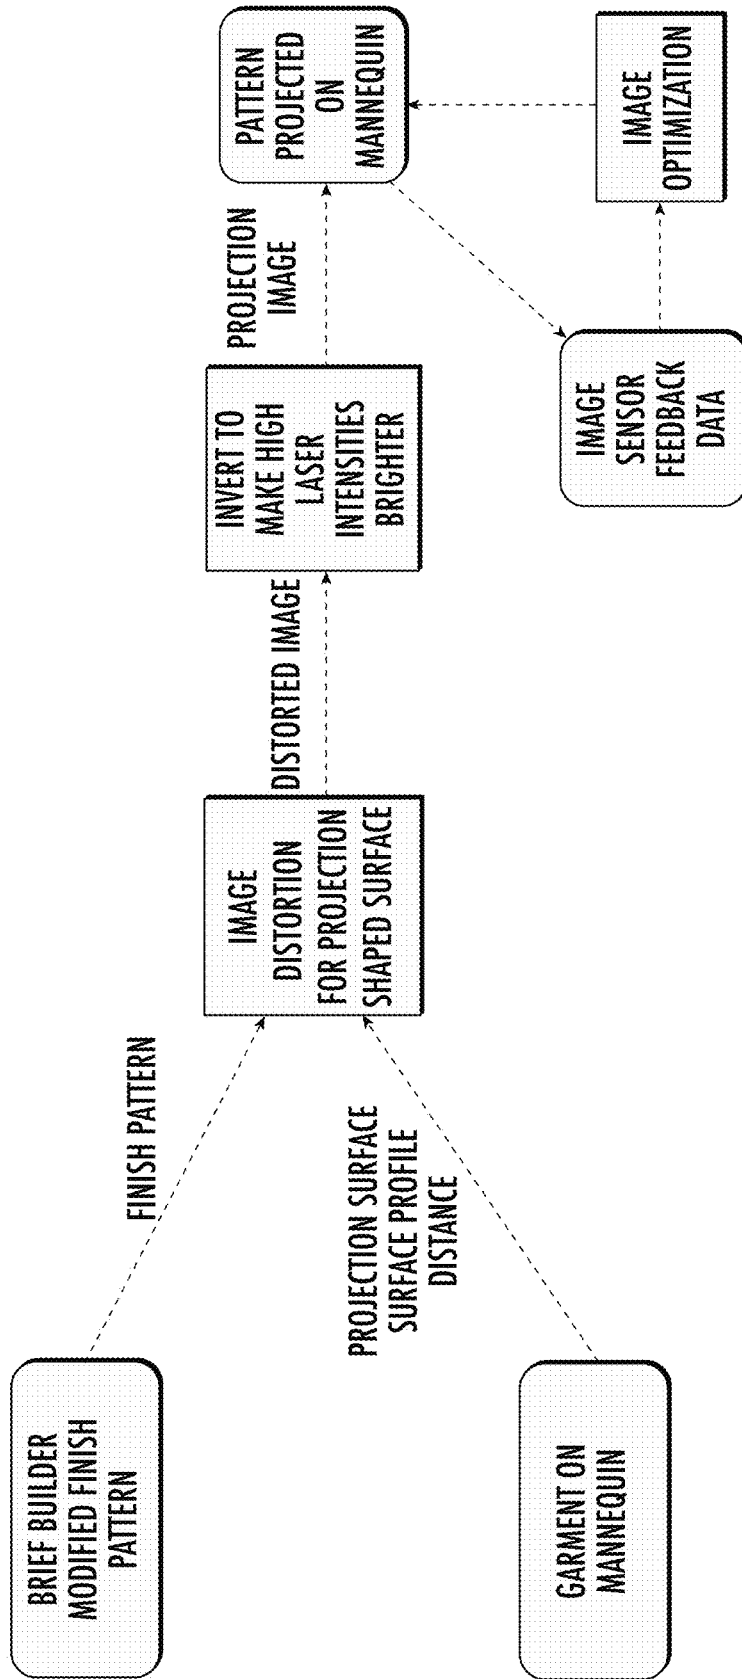 BRIEF BUILDER
MODIFIED FINISH
PATTERN
FINISH PATTERN
GARMENT ON
MANNEQUIN
PROJECTION SURFACE
SURFACE PROFILE
DISTANCE
IMAGE
DISTORTION
FOR PROJECTION
SHAPED SURFACE
DISTORTED IMAGE
INVERT TO
MAKE HIGH
LASER
INTENSITIES
BRIGHTER
PROJECTION
IMAGE
PATTERN
PROJECTED
ON
MANNEQUIN
IMAGE
SENSOR
FEEDBACK
DATA
IMAGE
OPTIMIZATION